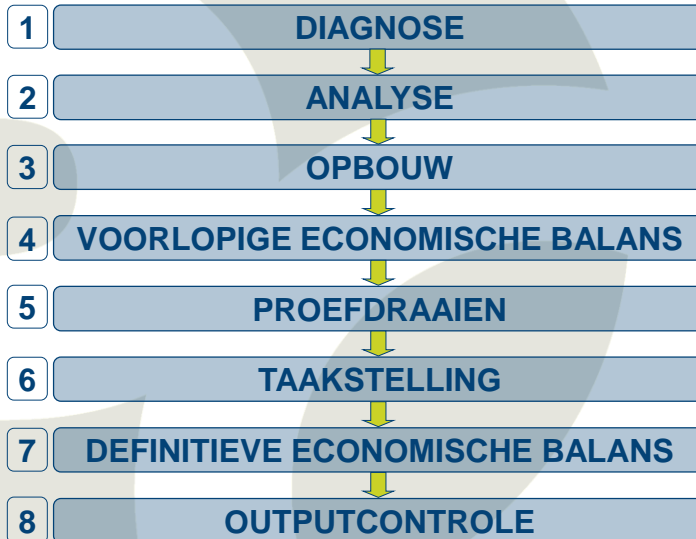 1 DIAGNOSE
2 ANALYSE
3 OPBOUW
4 VOORLOPIGE ECONOMISCHE BALANS
5 PROEFDRAAIEN
6 TAAKSTELLING
7 DEFINITIEVE ECONOMISCHE BALANS
8 OUTPUTCONTROLE